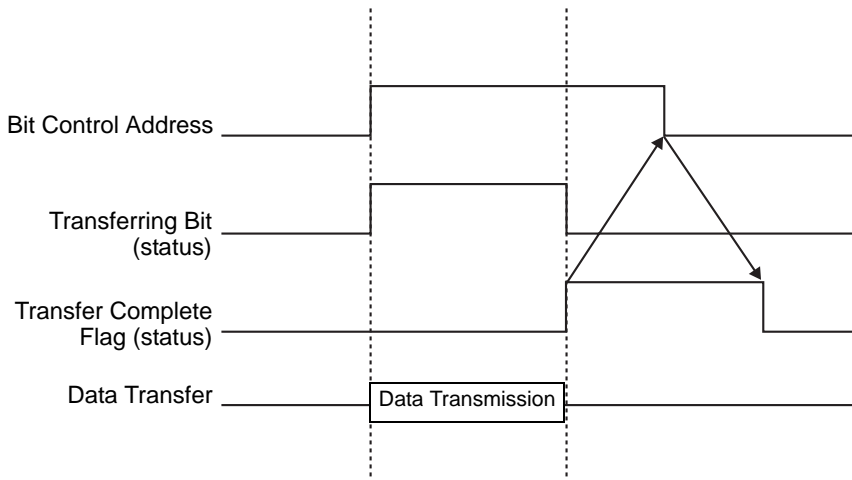 Bit Control Address
Transferring Bit
(status)
Transfer Complete
Flag (status)
Data Transfer
Data Transmission